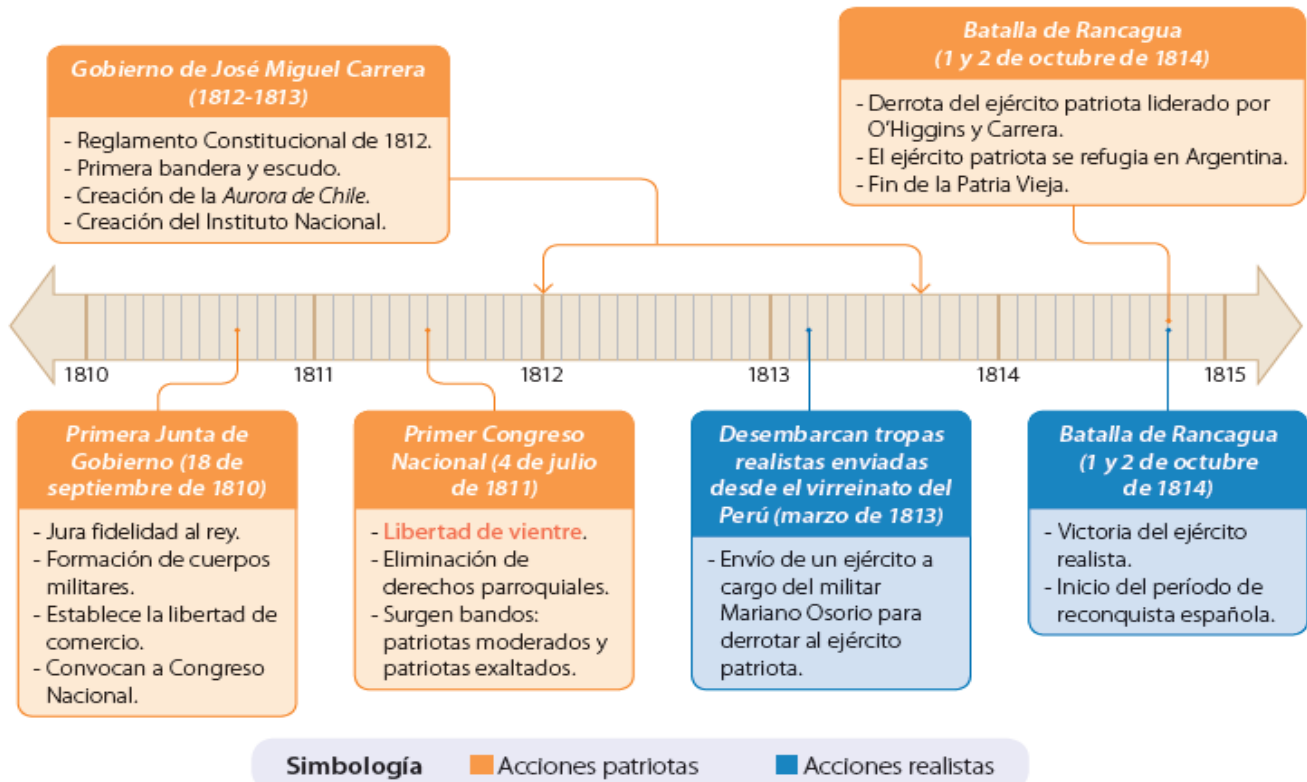 Gobierno de José Miguel Carrera
(1812-1813)
- Reglamento Constitucional de 1812.
- Primera bandera y escudo.
- Creación de la Aurora de Chile.
- Creación del Instituto Nacional.
Batalla de Rancagua
(1 y 2 de octubre de 1814)
- Derrota del ejército patriota liderado por
O'Higgins y Carrera.
- El ejército patriota se refugia en Argentina.
- Fin de la Patria Vieja.
1810
1811
1812
1813
1814
1815
Primera Junta de
Gobierno (18 de
septiembre de 1810)
- Jura fidelidad al rey.
- Formación de cuerpos
militares.
- Establece la libertad de
comercio.
- Convocan a Congreso
Nacional.
Primer Congreso
Nacional (4 de julio
de 1811)
- Libertad de vientre.
- Eliminación de
derechos parroquiales.
- Surgen bandos:
patriotas moderados y
patriotas exaltados.
Desembarcan tropas
realistas enviadas
desde el virreinato del
Perú (marzo de 1813)
- Envío de un ejército a
cargo del militar
Mariano Osorio para
derrotar al ejército
patriota.
Batalla de Rancagua
(1 y 2 de octubre
de 1814)
- Victoria del ejército
realista.
- Inicio del período de
reconquista española.
Simbología
Acciones patriotas
Acciones realistas